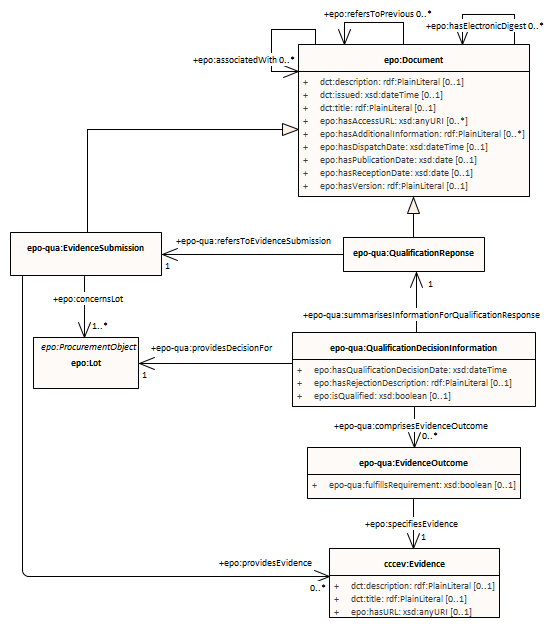 +epo:refersToPrevious 0..*
+epo:hasElectronicDigest 0..*
+epo:associatedWith 0..*
epo:Document
+ dct:description: rdf:PlainLiteral [0..1]
+ dct:issued: xsd:dateTime [0..1]
+ dct:title: rdf:PlainLiteral [0..1]
+ epo:hasAccessURL: xsd:anyURI [0..*]
+ epo:hasAdditionalInformation: rdf:PlainLiteral [0..*]
+ epo:hasDispatchDate: xsd:dateTime [0..1]
+ epo:hasPublicationDate: xsd:date [0..1]
+ epo:hasReceptionDate: xsd:date [0..1]
+ epo:hasVersion: rdf:PlainLiteral [0..1]
epo-qua:EvidenceSubmission
+epo-qua:refersToEvidenceSubmission
1
epo-qua:QualificationReponse
+epo:concernsLot
1..*
1
+epo-qua:summarisesInformationForQualificationResponse
epo:ProcurementObject
epo:Lot
+epo-qua:providesDecisionFor
1
epo-qua:QualificationDecisionInformation
+ epo:hasQualificationDecisionDate: xsd:dateTime
+ epo:hasRejectionDescription: rdf:PlainLiteral [0..1]
+ epo:isQualified: xsd:boolean [0..1]
+epo-qua:comprisesEvidenceOutcome
0..*
epo-qua:EvidenceOutcome
+ epo-qua:fulfillsRequirement: xsd:boolean [0..1]
+epo:specifiesEvidence
1
+epo:providesEvidence
0..*
cccev:Evidence
+ dct:description: rdf:PlainLiteral [0..1]
+ dct:title: rdf:PlainLiteral [0..1]
+ epo:hasURL: xsd:anyURI [0..1]